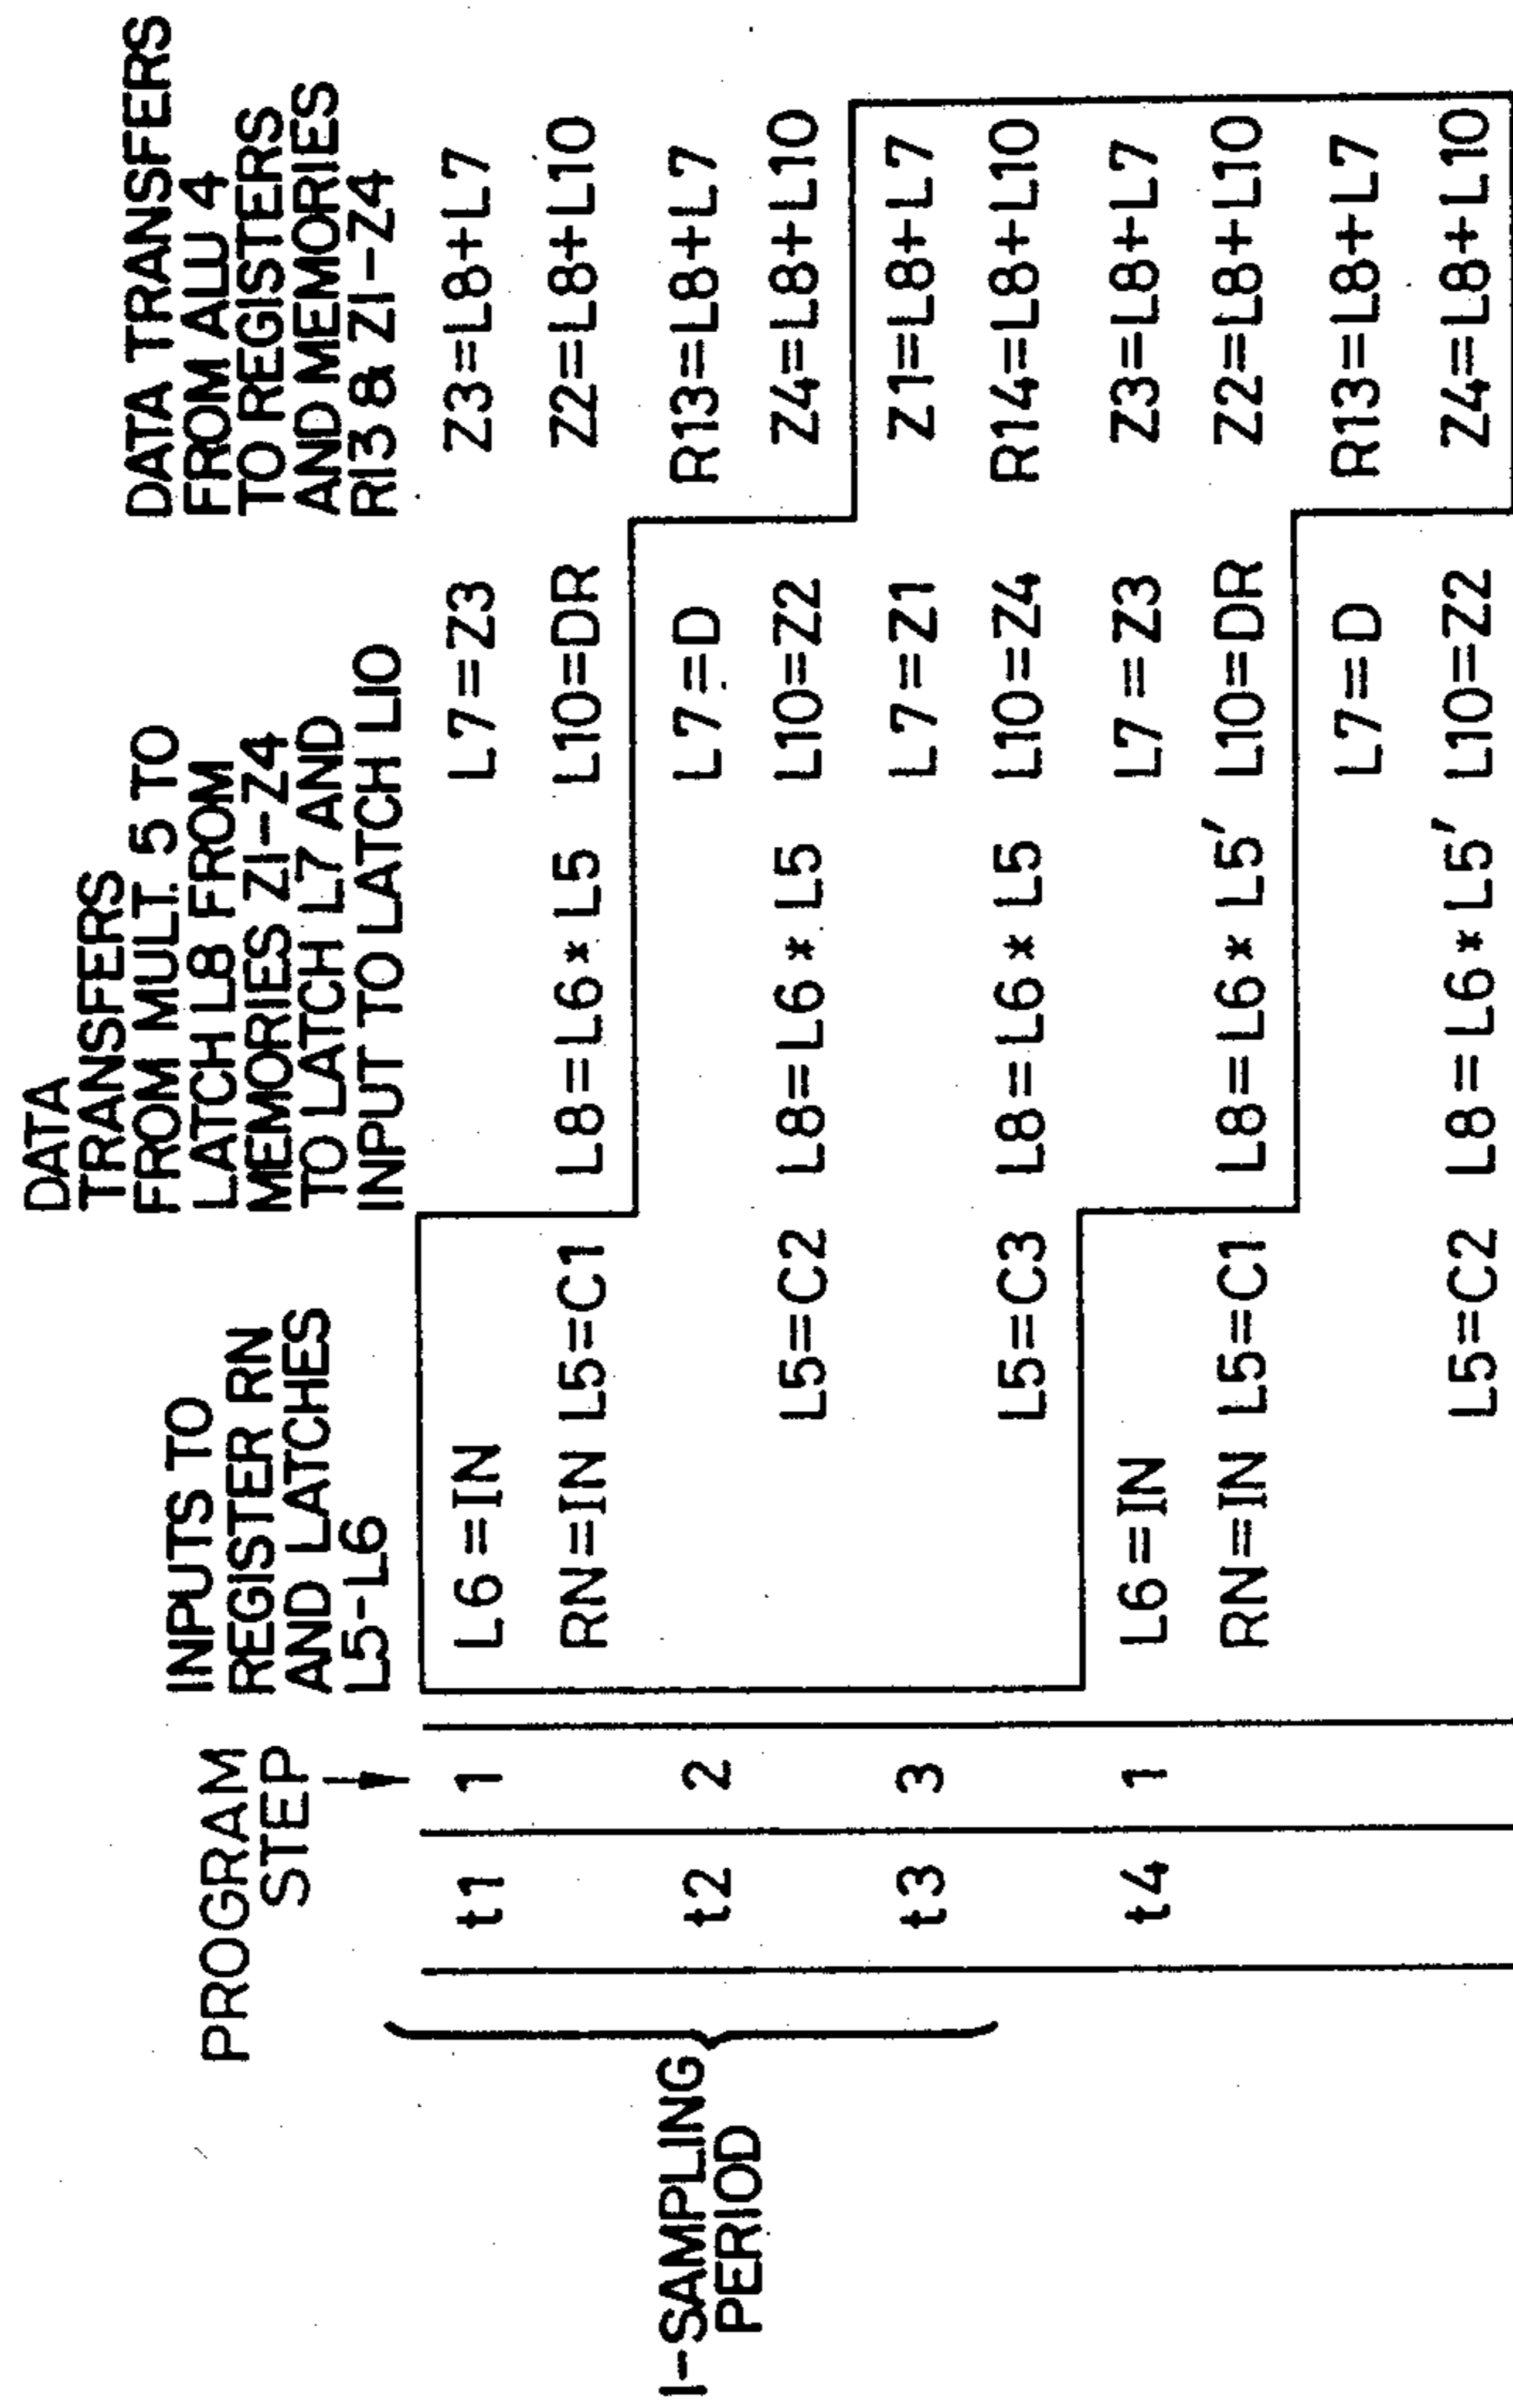 PROGRAM
STEP
INPUTS TO
REGISTER RN
AND LATCHES
L5-L6
DATA
TRANSFERS
FROM MULT. 5 TO
LATCH L8 FROM
MEMORIES Z1-Z4
TO LATCH L7 AND
INPUT TO LATCH L10
DATA TRANSFERS
FROM ALU 4
TO REGISTERS
AND MEMORIES
R13 & Z1-Z4
1-SAMPLING
PERIOD
t1 1 L6=IN L7=Z3 Z3=L8+L7
RN=IN L5=C1 L8=L6*L5 L10=DR Z2=L8+L10
t2 2 L7=D R13=L8+L7
L5=C2 L8=L6*L5 L10=Z2 Z4=L8+L10
t3 3 L7=Z1 Z1=L8+L7
L5=C3 L8=L6*L5 L10=Z4 R14=L8+L10
t4 1 L6=IN L7=Z3 Z3=L8+L7
RN=IN L5=C1 L8=L6*L5' L10=DR Z2=L8+L10
L7=D R13=L8+L7
L5=C2 L8=L6*L5' L10=Z2 Z4=L8+L10